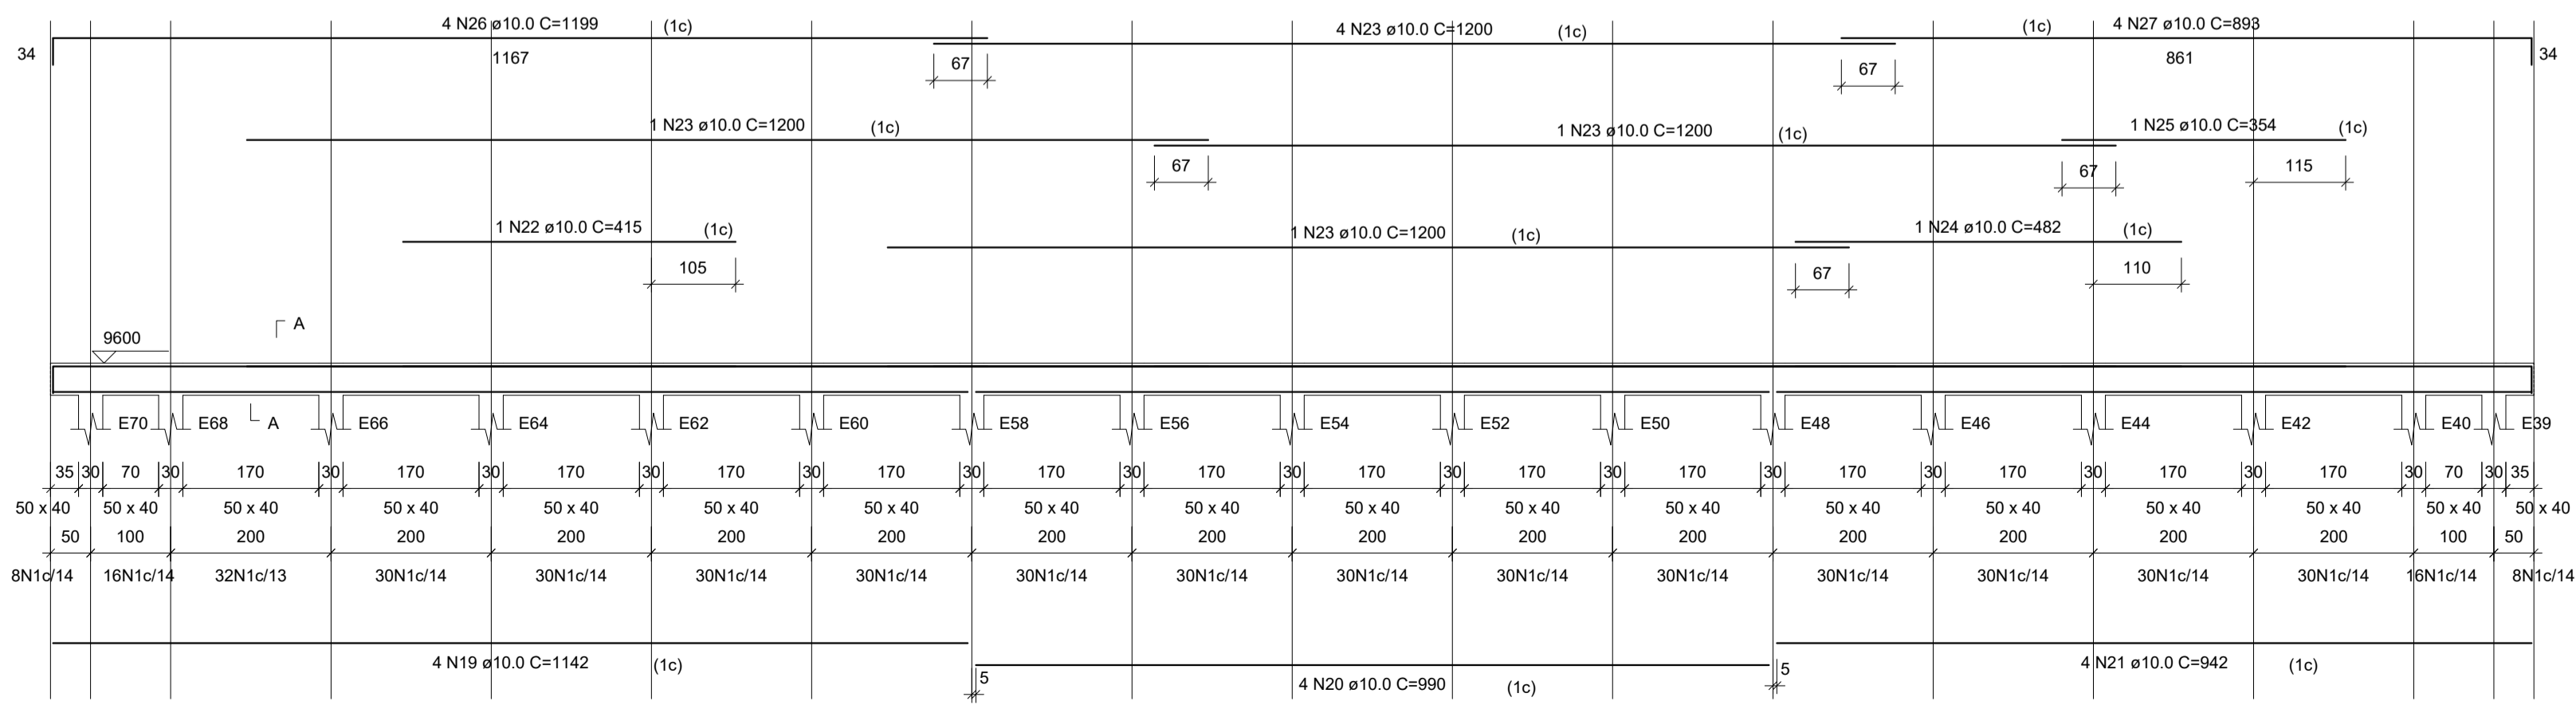 4 N26 ø10.0 C=1199 (1c) 4 N23 ø10.0 C=1200 (1c) (1c) 4 N27 ø10.0 C=893
34 1167 67 67 861 34
1 N23 ø10.0 C=1200 (1c) 1 N23 ø10.0 C=1200 (1c) 1 N25 ø10.0 C=354 (1c)
67 67 115
1 N22 ø10.0 C=415 (1c) 1 N23 ø10.0 C=1200 (1c) 1 N24 ø10.0 C=482 (1c)
105 67 110
A
9600
E70 E68 A E66 E64 E62 E60 E58 E56 E54 E52 E50 E48 E46 E44 E42 E40 E39
35 30 70 30 170 30 170 30 170 30 170 30 170 30 170 30 170 30 170 30 170 30 170 30 170 30 170 30 170 30 170 30 70 30 35
50 x 40 50 x 40 50 x 40 50 x 40 50 x 40 50 x 40 50 x 40 50 x 40 50 x 40 50 x 40 50 x 40 50 x 40 50 x 40 50 x 40 50 x 40 50 x 40 50 x 40 50 x 40
50 100 200 200 200 200 200 200 200 200 200 200 200 200 200 200 100 50
8N1c/14 16N1c/14 32N1c/13 30N1c/14 30N1c/14 30N1c/14 30N1c/14 30N1c/14 30N1c/14 30N1c/14 30N1c/14 30N1c/14 30N1c/14 30N1c/14 30N1c/14 30N1c/14 16N1c/14 8N1c/14
4 N19 ø10.0 C=1142 (1c) 5 4 N20 ø10.0 C=990 (1c) 5 4 N21 ø10.0 C=942 (1c)